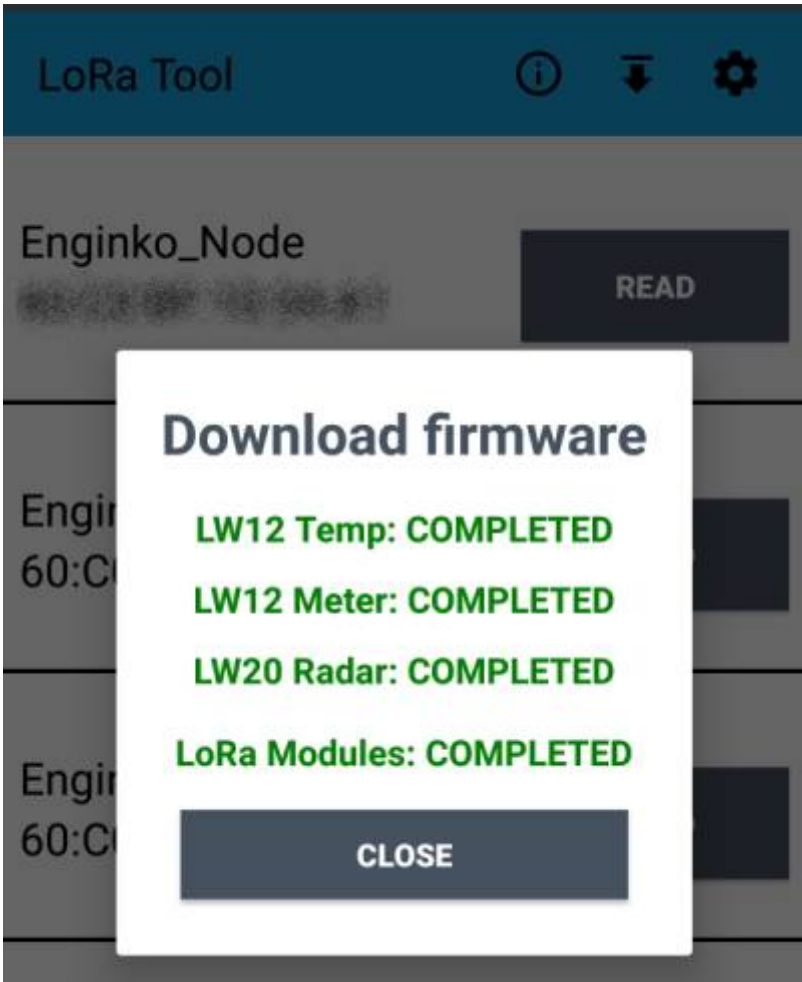 LoRa Tool
Enginko_Node
READ
Download firmware
LW12 Temp: COMPLETED
LW12 Meter: COMPLETED
LW20 Radar: COMPLETED
LoRa Modules: COMPLETED
CLOSE